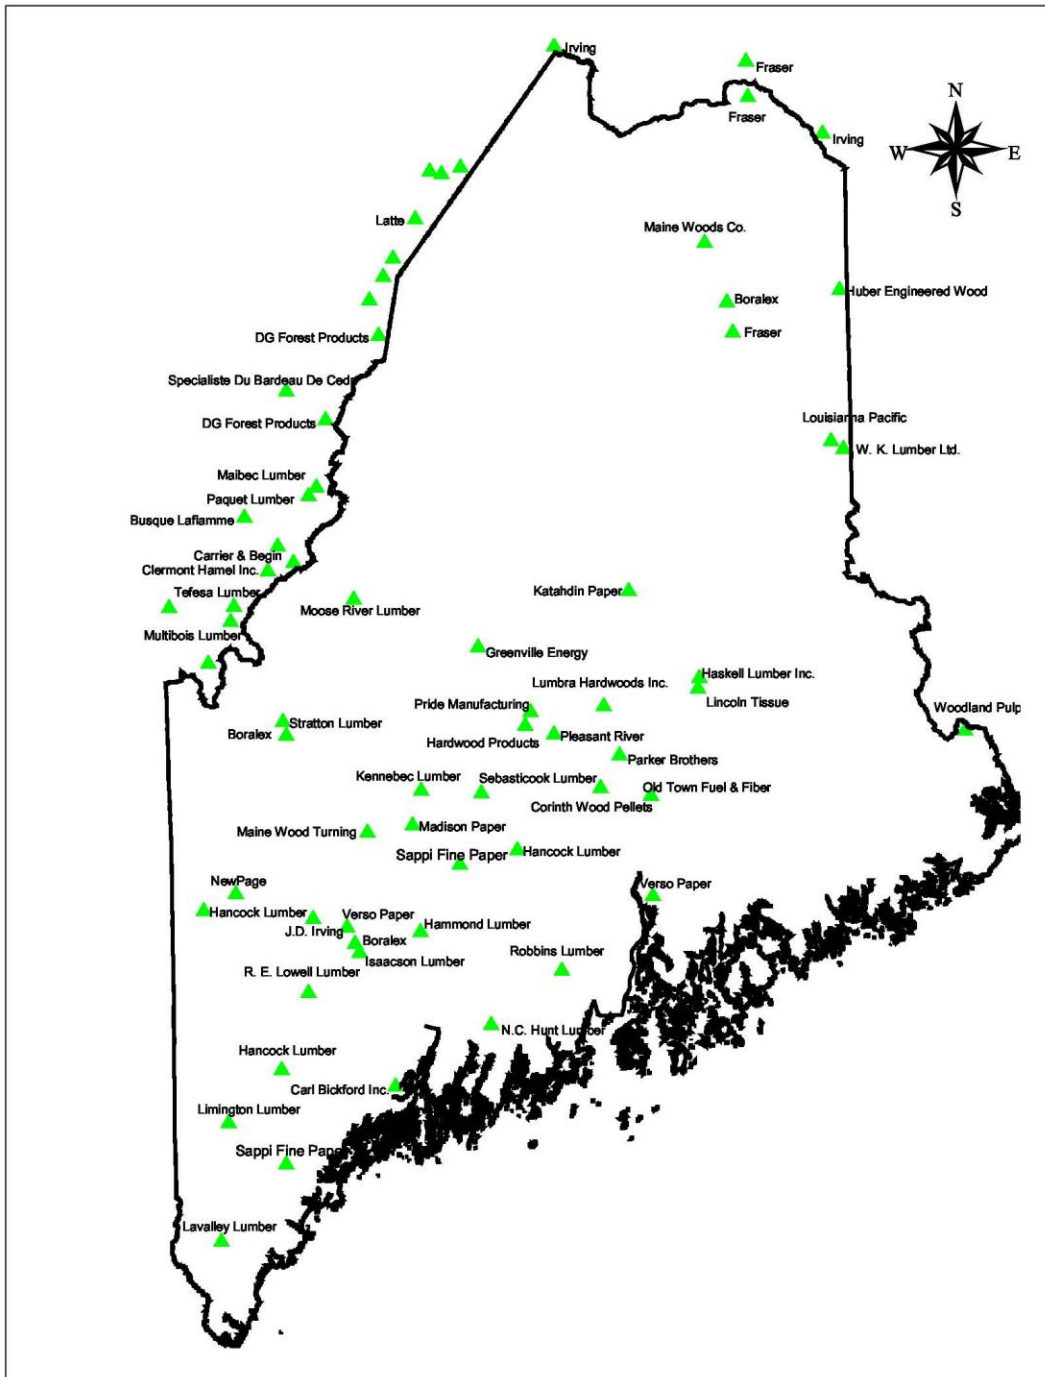 Irving
Fraser
Fraser
Irving
N
W
E
S
Latte
Maine Woods Co.
Boralex
Huber Engineered Wood
Fraser
DG Forest Products
Specialiste Du Bardeau De Cedr
DG Forest Products
Louisianna Pacific
W. K. Lumber Ltd.
Maibec Lumber
Paquet Lumber
Busque Laflamme
Carrier & Begin
Clermont Hamel Inc.
Tefesa Lumber
Moose River Lumber
Katahdin Paper
Multibois Lumber
Greenville Energy
Haskell Lumber Inc.
Lumbra Hardwoods Inc.
Lincoln Tissue
Pride Manufacturing
Woodland Pulp
Stratton Lumber
Boralex
Hardwood Products
Pleasant River
Parker Brothers
Kennebec Lumber
Sebasticook Lumber
Old Town Fuel & Fiber
Corinth Wood Pellets
Maine Wood Turning
Madison Paper
Sappi Fine Paper
Hancock Lumber
NewPage
Verso Paper
Hancock Lumber
Verso Paper
J.D. Irving
Hammond Lumber
Boralex
Isaacson Lumber
Robbins Lumber
R. E. Lowell Lumber
N.C. Hunt Lumber
Hancock Lumber
Carl Bickford Inc.
Limington Lumber
Sappi Fine Pape
Lavalley Lumber